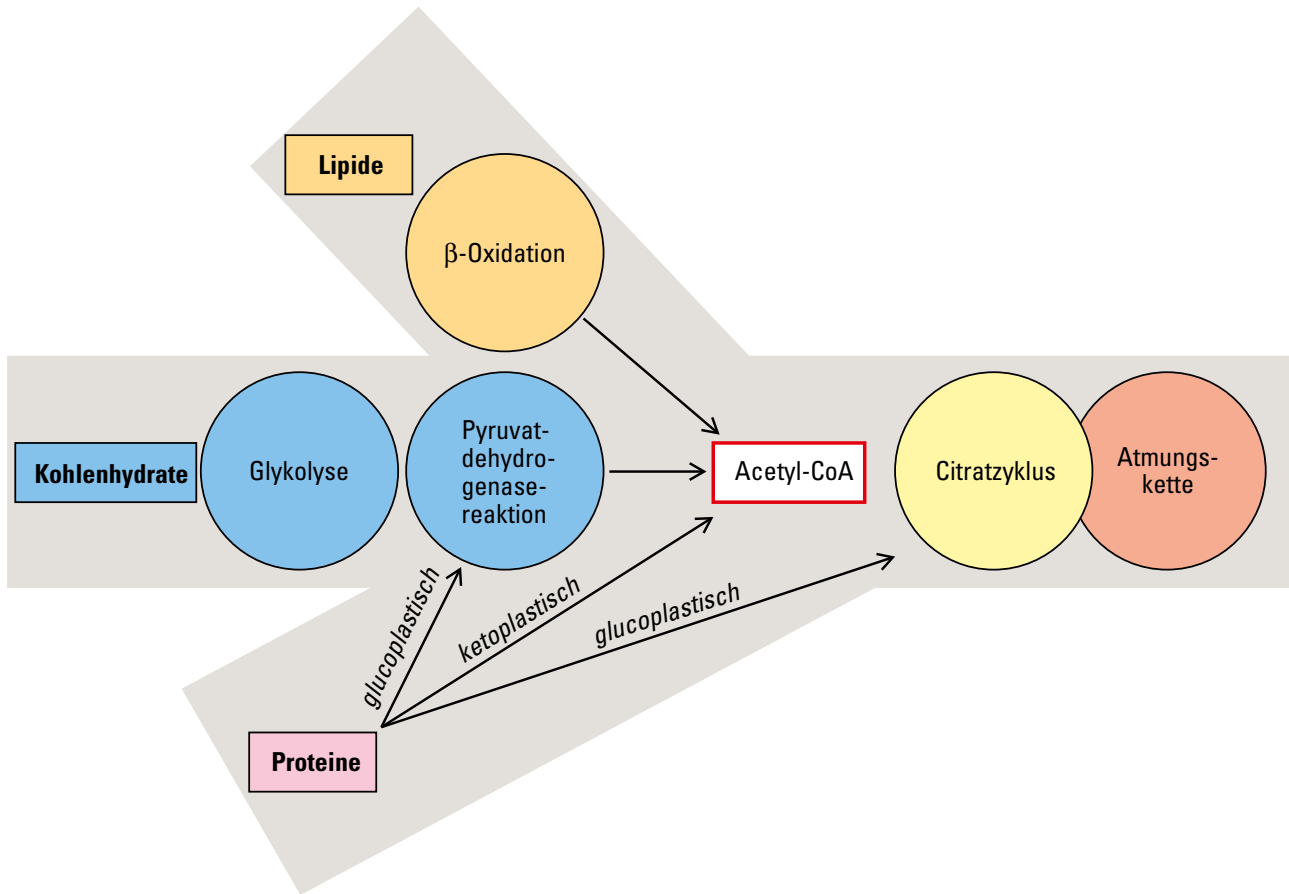 Lipide
β-Oxidation
Kohlenhydrate
Glykolyse
Pyruvat-
dehydro-
genase-
reaktion
Acetyl-CoA
Citratzyklus
Atmungs-
kette
glucoplastisch
ketoplastisch
glucoplastisch
Proteine